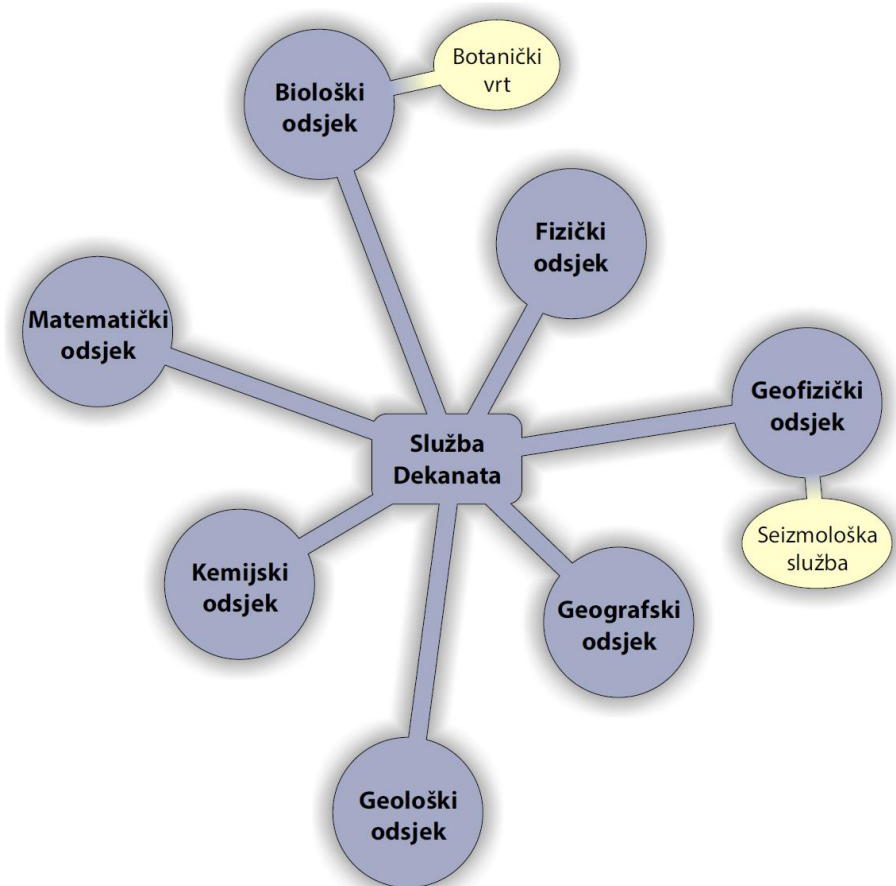 Botanički
vrt
Biološki
odsjek
Fizički
odsjek
Matematički
odsjek
Geofizički
odsjek
Služba
Dekanata
Seizmološka
služba
Kemijski
odsjek
Geografski
odsjek
Geološki
odsjek